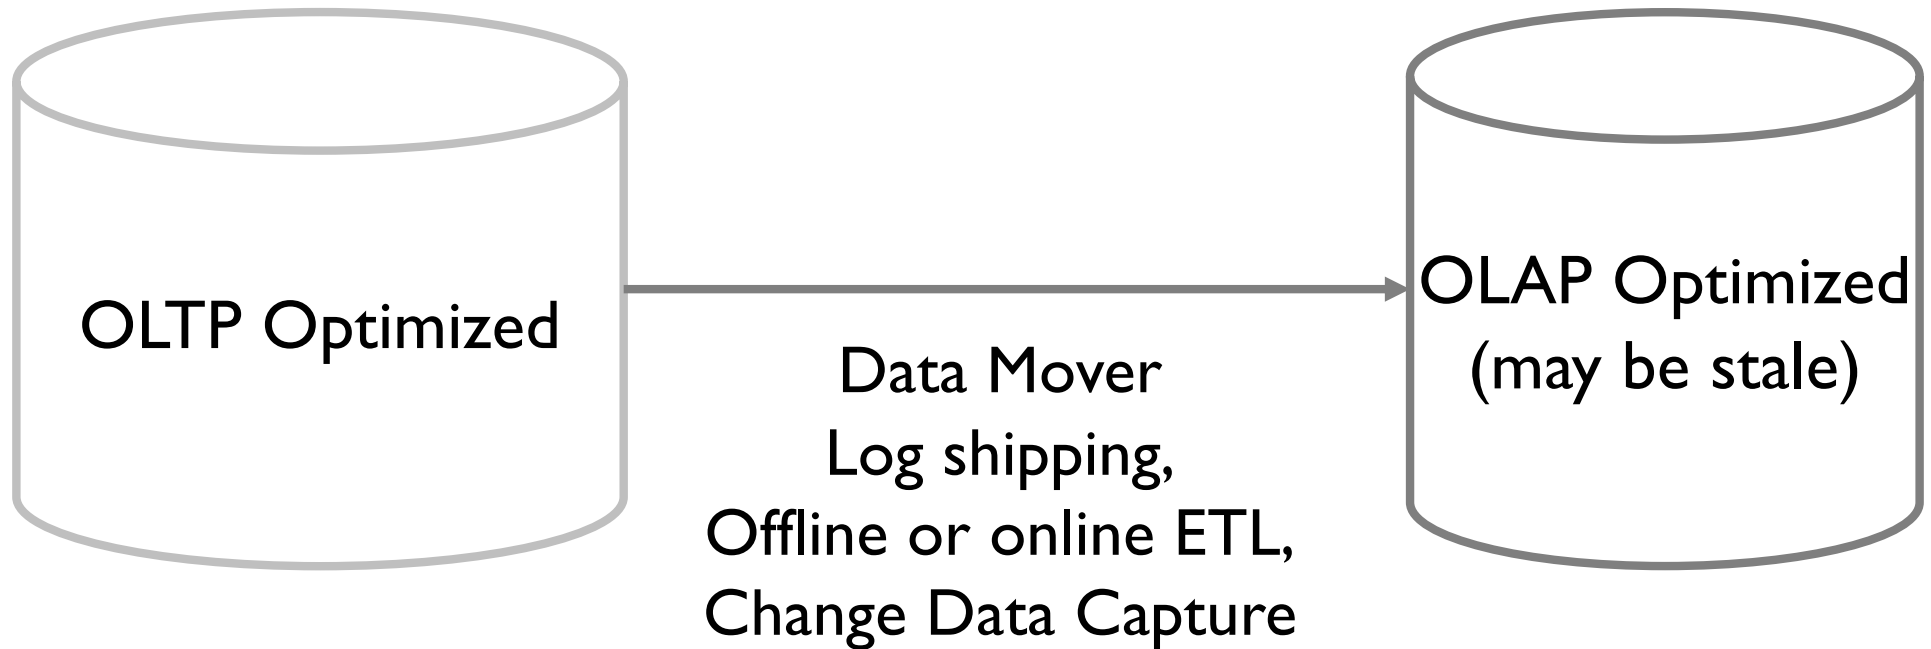 OLTP Optimized
Data Mover
Log shipping,
Offline or online ETL,
Change Data Capture
OLAP Optimized
(may be stale)